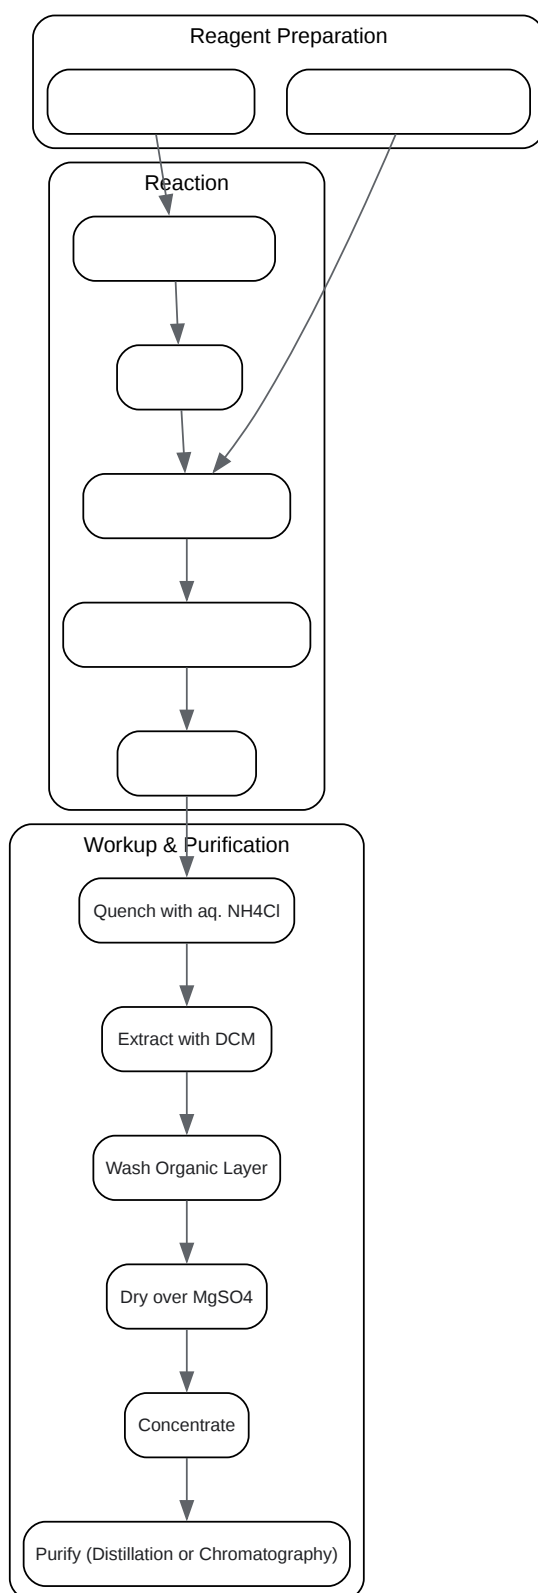 Reagent Preparation
Reaction
Workup & Purification
Quench with aq. NH4Cl
Extract with DCM
Wash Organic Layer
Dry over MgSO4
Concentrate
Purify (Distillation or Chromatography)